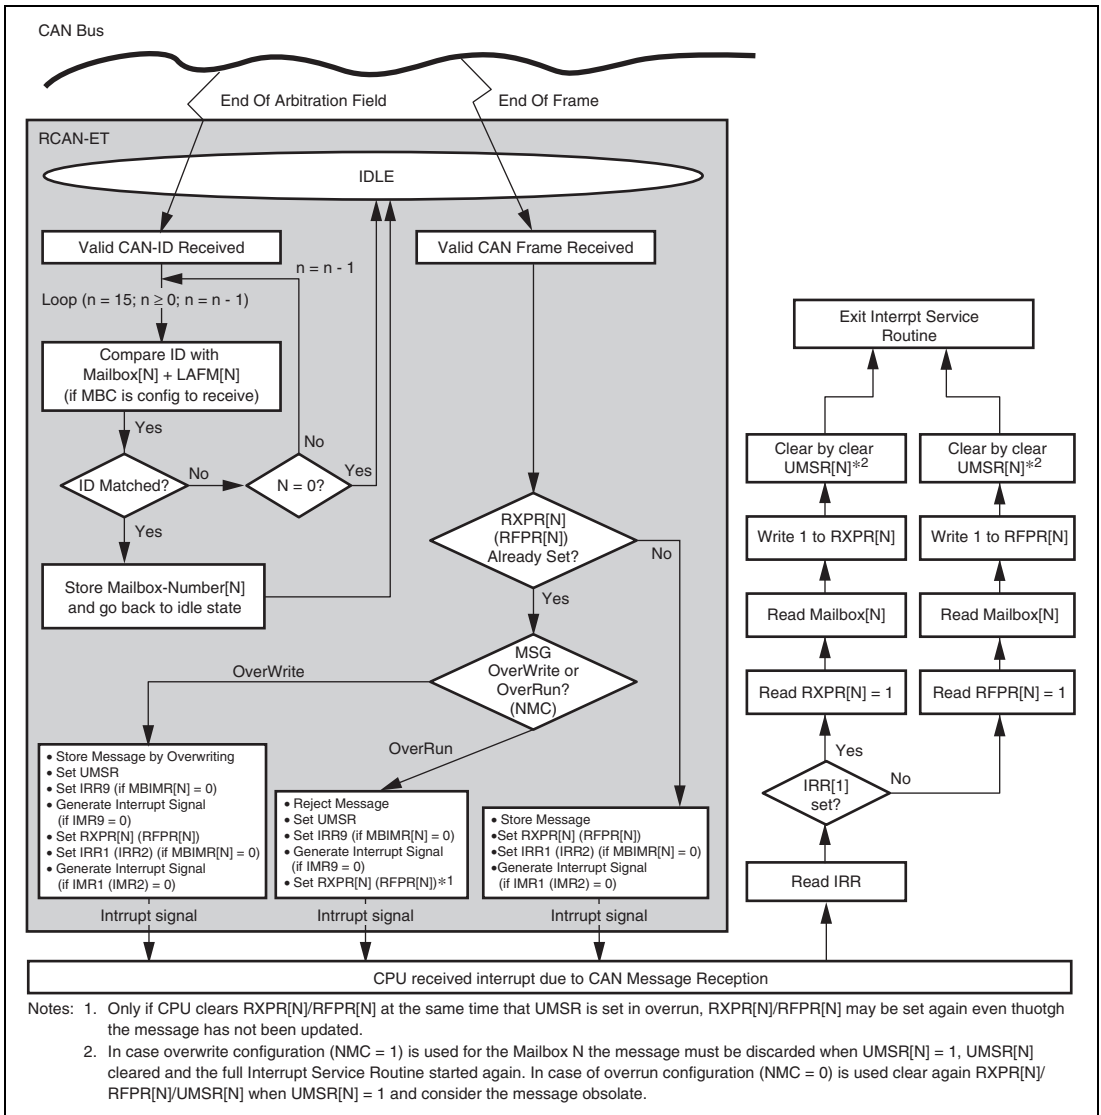 CAN Bus
End Of Arbitration Field
End Of Frame
RCAN-ET
IDLE
Valid CAN-ID Received
Valid CAN Frame Received
n = n - 1
Loop (n = 15; n ≥ 0; n = n - 1)
Compare ID with
Mailbox[N] + LAFM[N]
(if MBC is config to receive)
Yes
No
ID Matched?
No
N = 0?
Yes
Yes
Store Mailbox-Number[N]
and go back to idle state
RXPR[N]
(RFPR[N])
Already Set?
No
Yes
MSG
OverWrite or
OverRun?
(NMC)
OverWrite
OverRun
• Store Message by Overwriting
• Set UMSR
• Set IRR9 (if MBIMR[N] = 0)
• Generate Interrupt Signal
(if IMR9 = 0)
• Set RXPR[N] (RFPR[N])
• Set IRR1 (IRR2) (if MBIMR[N] = 0)
• Generate Interrupt Signal
(if IMR1 (IMR2) = 0)
• Reject Message
• Set UMSR
• Set IRR9 (if MBIMR[N] = 0)
• Generate Interrupt Signal
(if IMR9 = 0)
• Set RXPR[N] (RFPR[N])*1
• Store Message
•Set RXPR[N] (RFPR[N])
•Set IRR1 (IRR2) (if MBIMR[N] = 0)
•Generate Interrupt Signal
(if IMR1 (IMR2) = 0)
Intrrupt signal
Intrrupt signal
Intrrupt signal
Exit Interrpt Service
Routine
Clear by clear
UMSR[N]*2
Clear by clear
UMSR[N]*2
Write 1 to RXPR[N]
Write 1 to RFPR[N]
Read Mailbox[N]
Read Mailbox[N]
Read RXPR[N] = 1
Read RFPR[N] = 1
Yes
No
IRR[1]
set?
Read IRR
CPU received interrupt due to CAN Message Reception
Notes: 1. Only if CPU clears RXPR[N]/RFPR[N] at the same time that UMSR is set in overrun, RXPR[N]/RFPR[N] may be set again even thuotgh
the message has not been updated.
2. In case overwrite configuration (NMC = 1) is used for the Mailbox N the message must be discarded when UMSR[N] = 1, UMSR[N]
cleared and the full Interrupt Service Routine started again. In case of overrun configuration (NMC = 0) is used clear again RXPR[N]/
RFPR[N]/UMSR[N] when UMSR[N] = 1 and consider the message obsolate.